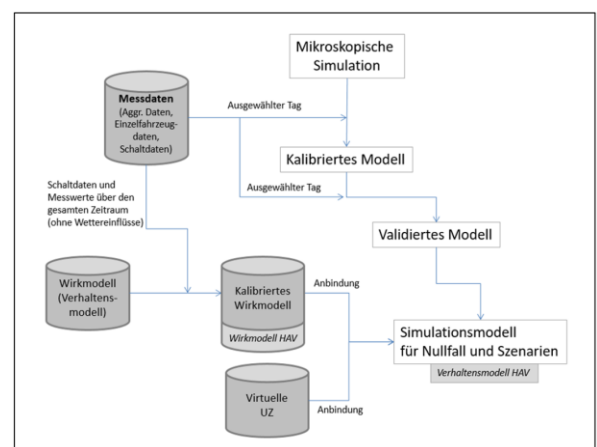 Mikroskopische
Simulation
Messdaten
(Aggr. Daten,
Einzelfahrzeug-
daten,
Schaltdaten)
Ausgewählter Tag
Kalibriertes Modell
Ausgewählter Tag
Schaltdaten und
Messwerte über den
gesamten Zeitraum
(ohne Wettereinflüsse)
Validiertes Modell
Wirkmodell
(Verhaltens-
modell)
Kalibriertes
Wirkmodell
Wirkmodell HAV
Anbindung
Simulationsmodell
für Nullfall und Szenarien
Verhaltensmodell HAV
Virtuelle
UZ
Anbindung